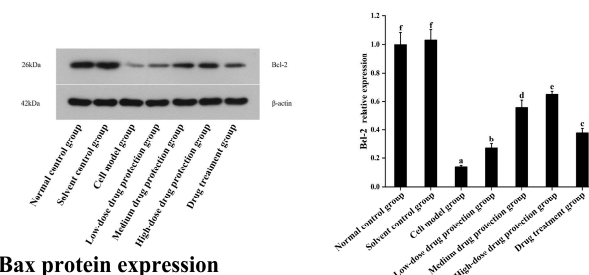 26kDa
Bcl-2
42kDa
β-actin
Normal control group
Solvent control group
Cell model group
Low-dose drug protection group
Medium drug protection group
High-dose drug protection group
Drug treatment group
Bcl-2 relative expression
1.2
1.0
0.8
0.6
0.4
0.2
0.0
f
f
a
b
d
e
c
Normal control group
Solvent control group
Cell model group
Low-dose drug protection group
Medium drug protection group
High-dose drug protection group
Drug treatment group
Bax protein expression